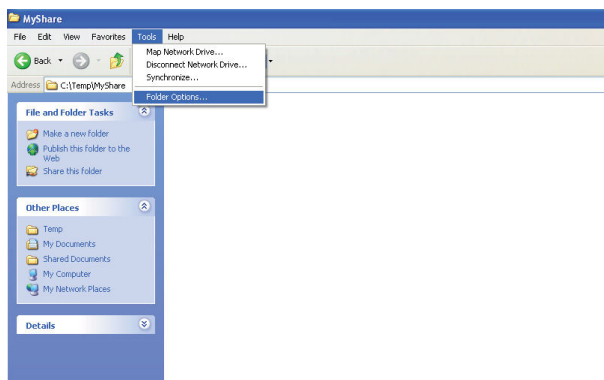 MyShare
File Edit View Favorites Tools Help
Back
Map Network Drive...
Disconnect Network Drive...
Synchronize...
Folder Options...
Address C:\Temp\MyShare
File and Folder Tasks
Make a new folder
Publish this folder to the
Web
Share this folder
Other Places
Temp
My Documents
Shared Documents
My Computer
My Network Places
Details